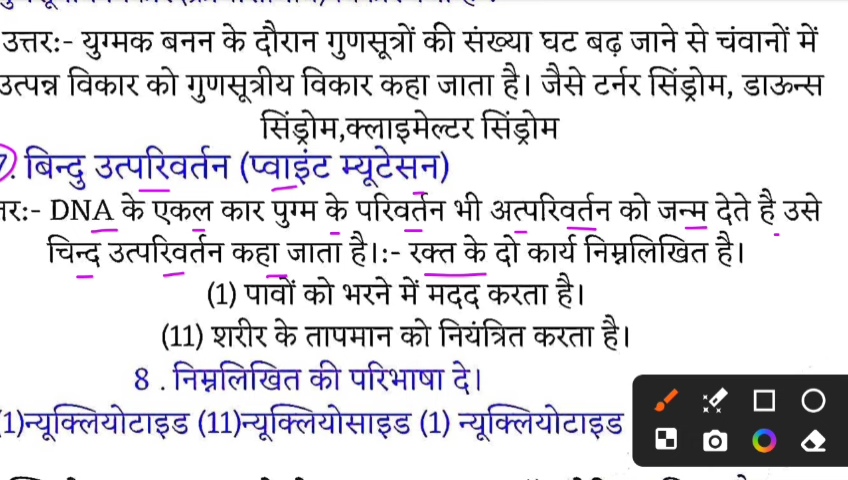 उत्तर:- युग्मक बनन के दौरान गुणसूत्रों की संख्या घट बढ़ जाने से चंवानों में
उत्पन्न विकार को गुणसूत्रीय विकार कहा जाता है। जैसे टर्नर सिंड्रोम, डाऊन्स
सिंड्रोम,क्लाइमेल्टर सिंड्रोम
7. बिन्दु उत्परिवर्तन (प्वाइंट म्यूटेसन)
तर:- DNA के एकल कार पुग्म के परिवर्तन भी अत्परिवर्तन को जन्म देते है उसे
चिन्द उत्परिवर्तन कहा जाता है।:- रक्त के दो कार्य निम्नलिखित है।
(1) पावों को भरने में मदद करता है।
(11) शरीर के तापमान को नियंत्रित करता है।
8 . निम्नलिखित की परिभाषा दे।
(1)न्यूक्लियोटाइड (11)न्यूक्लियोसाइड (1) न्यूक्लियोटाइड